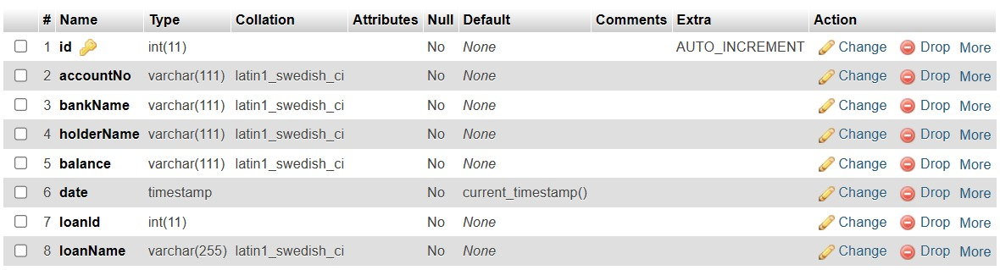 # Name Type Collation Attributes Null Default Comments Extra Action
1 id int(11) No None AUTO_INCREMENT Change Drop More
2 accountNo varchar(111) latin1_swedish_ci No None Change Drop More
3 bankName varchar(111) latin1_swedish_ci No None Change Drop More
4 holderName varchar(111) latin1_swedish_ci No None Change Drop More
5 balance varchar(111) latin1_swedish_ci No None Change Drop More
6 date timestamp No current_timestamp() Change Drop More
7 loanId int(11) No None Change Drop More
8 loanName varchar(255) latin1_swedish_ci No None Change Drop More